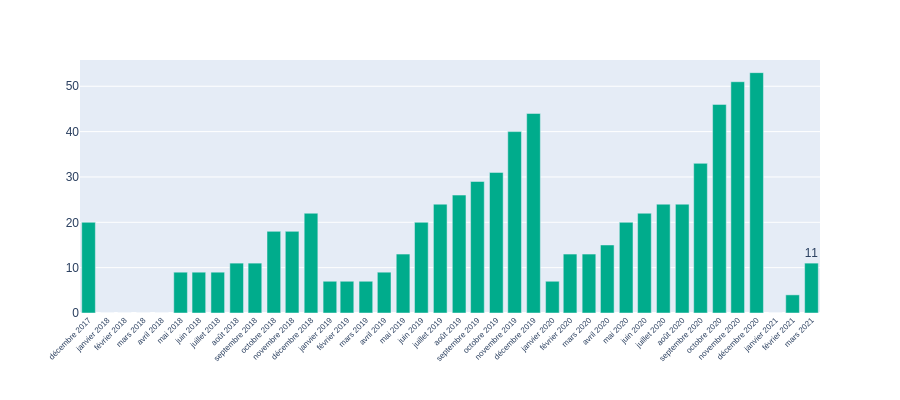 50
40
30
20
10
0
11
décembre 2017
janvier 2018
février 2018
mars 2018
avril 2018
mai 2018
juin 2018
juillet 2018
août 2018
septembre 2018
octobre 2018
novembre 2018
décembre 2018
janvier 2019
février 2019
mars 2019
avril 2019
mai 2019
juin 2019
juillet 2019
août 2019
septembre 2019
octobre 2019
novembre 2019
décembre 2019
janvier 2020
février 2020
mars 2020
avril 2020
mai 2020
juin 2020
juillet 2020
août 2020
septembre 2020
octobre 2020
novembre 2020
décembre 2020
janvier 2021
février 2021
mars 2021